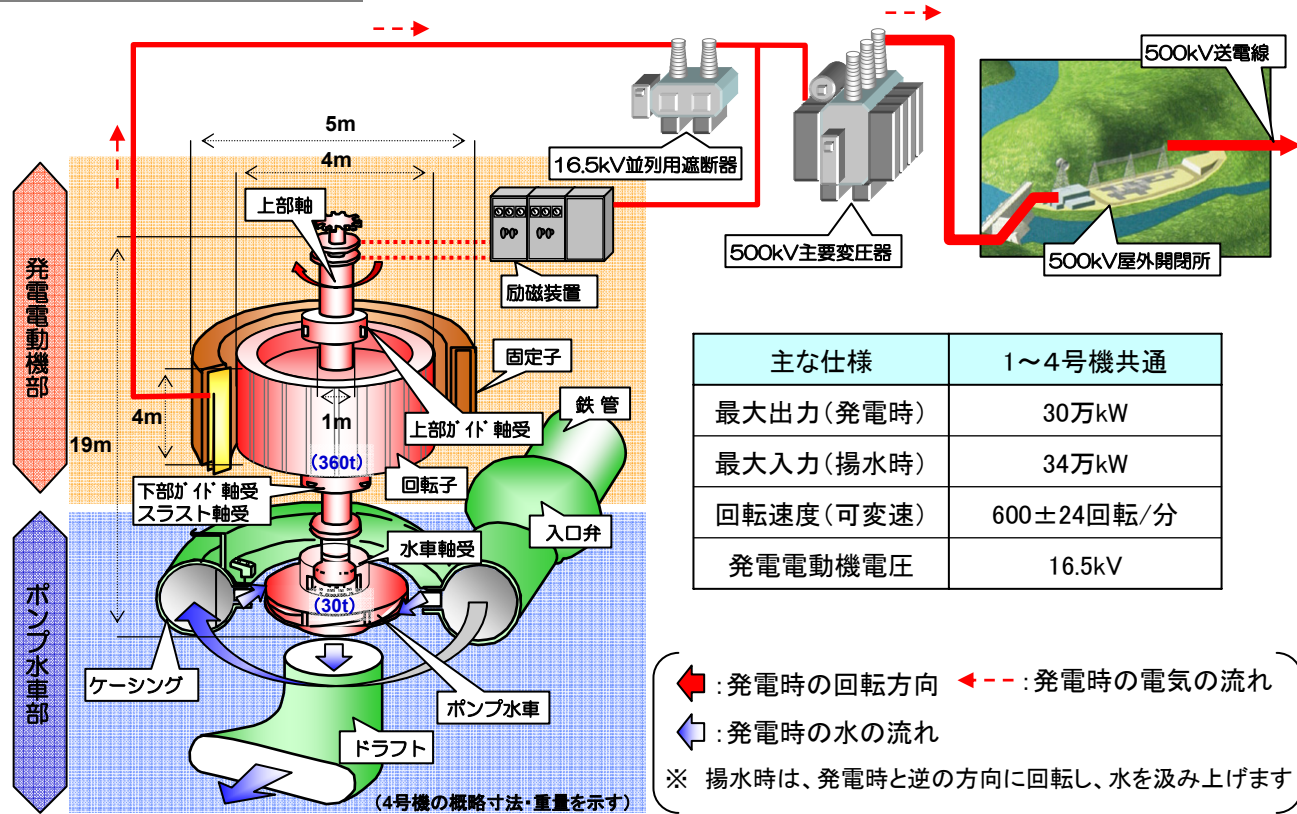 500kV送電線
5m
4m
16.5kV並列用遮断器
上部軸
500kV主要変圧器
500kV屋外開閉所
励磁装置
発電電動機部
固定子
鉄管
4m
1m
19m
上部ガイド軸受
(360t)
回転子
下部ガイド軸受
スラスト軸受
入口弁
水車軸受
(30t)
ポンプ水車部
ケーシング
ポンプ水車
ドラフト
(4号機の概略寸法・重量を示す)
主な仕様 1～4号機共通
最大出力(発電時) 30万kW
最大入力(揚水時) 34万kW
回転速度(可変速) 600±24回転/分
発電電動機電圧 16.5kV
:発電時の回転方向 :発電時の電気の流れ
:発電時の水の流れ
※ 揚水時は、発電時と逆の方向に回転し、水を汲み上げます